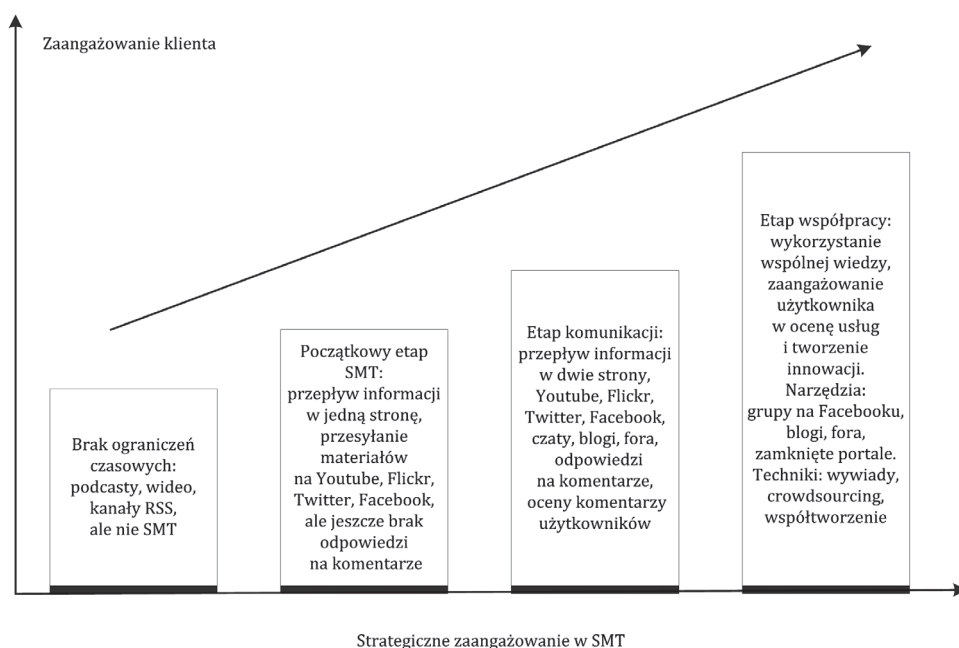 Zaangażowanie klienta
Brak ograniczeń
czasowych:
podcasty, wideo,
kanały RSS,
ale nie SMT
Początkowy etap
SMT:
przepływ informacji
w jedną stronę,
przesyłanie
materiałów
na Youtube, Flickr,
Twitter, Facebook,
ale jeszcze brak
odpowiedzi
na komentarze
Etap komunikacji:
przepływ informacji
w dwie strony,
Youtube, Flickr,
Twitter, Facebook,
czaty, blogi, fora,
odpowiedzi
na komentarze,
oceny komentarzy
użytkowników
Etap współpracy:
wykorzystanie
wspólnej wiedzy,
zaangażowanie
użytkownika
w ocenę usług
i tworzenie
innowacji.
Narzędzia:
grupy na Facebooku,
blogi, fora,
zamknięte portale.
Techniki: wywiady,
crowdsourcing,
współtworzenie
Strategiczne zaangażowanie w SMT